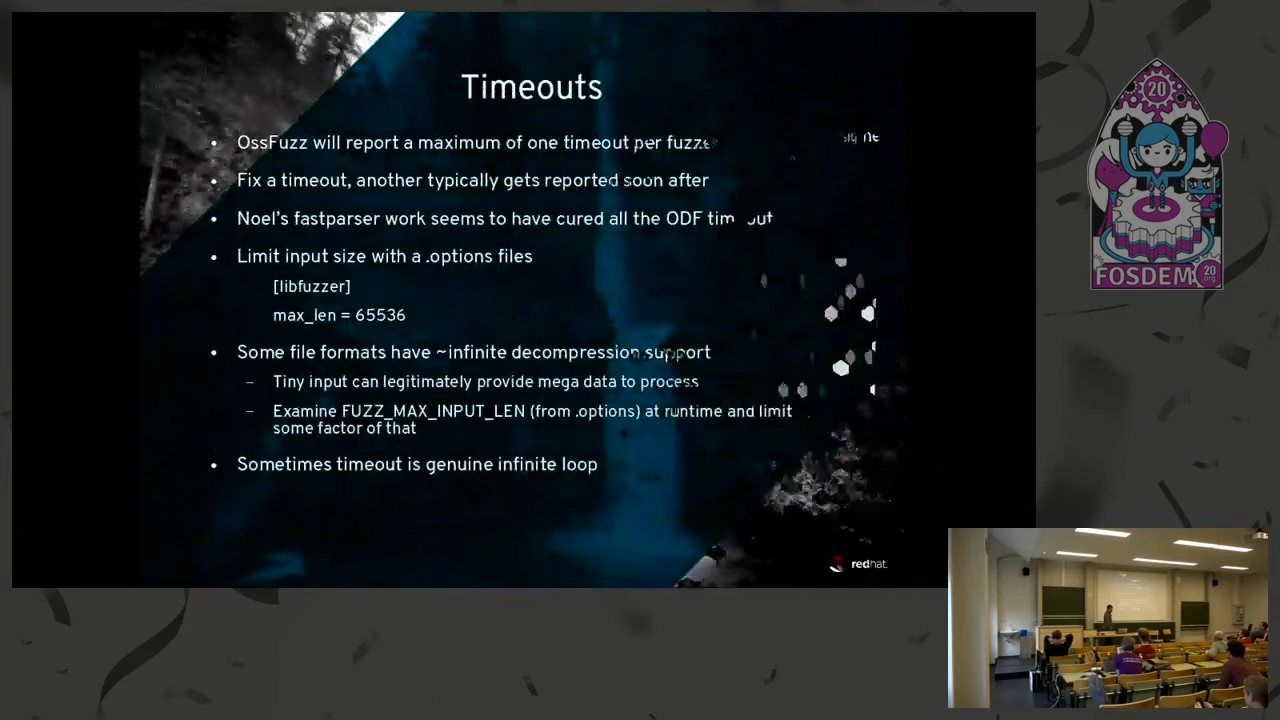 Timeouts
• OssFuzz will report a maximum of one timeout per fuzzer
• Fix a timeout, another typically gets reported soon after
• Noel's fastparser work seems to have cured all the ODF
• Limit input size with a .options files
[libfuzzer]
max_len = 65536
• Some file formats have ~infinite decompression support
– Tiny input can legitimately provide mega data to process
– Examine FUZZ_MAX_INPUT_LEN (from .options) at runtime and limit
some factor of that
• Sometimes timeout is genuine infinite loop
redhat
20
FOSDEM
20
org